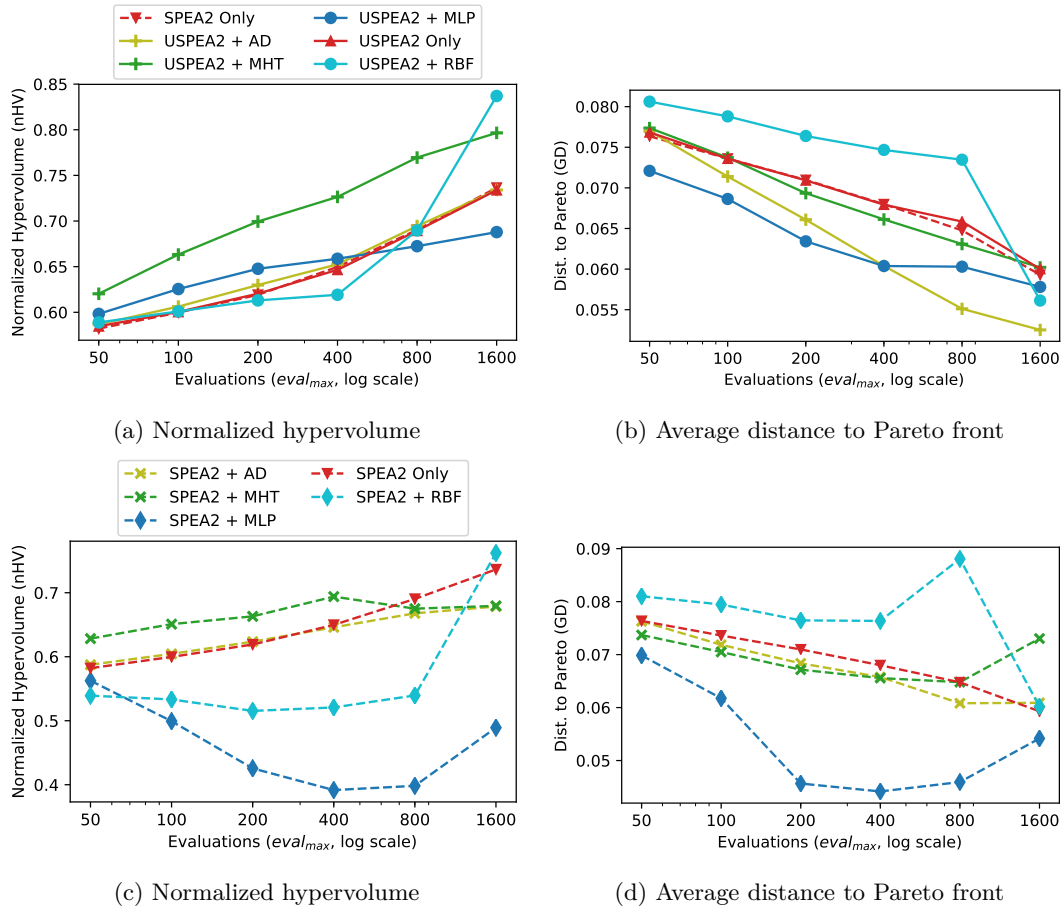 SPEA2 Only
USPEA2 + AD
USPEA2 + MHT
USPEA2 + MLP
USPEA2 Only
USPEA2 + RBF
Normalized Hypervolume (nHV)
0.85
0.80
0.75
0.70
0.65
0.60
50 100 200 400 800 1600
Evaluations (eval_max, log scale)
(a) Normalized hypervolume
Dist. to Pareto (GD)
0.080
0.075
0.070
0.065
0.060
0.055
50 100 200 400 800 1600
Evaluations (eval_max, log scale)
(b) Average distance to Pareto front
SPEA2 + AD
SPEA2 + MHT
SPEA2 + MLP
SPEA2 Only
SPEA2 + RBF
Normalized Hypervolume (nHV)
0.7
0.6
0.5
0.4
50 100 200 400 800 1600
Evaluations (eval_max, log scale)
(c) Normalized hypervolume
Dist. to Pareto (GD)
0.09
0.08
0.07
0.06
0.05
50 100 200 400 800 1600
Evaluations (eval_max, log scale)
(d) Average distance to Pareto front